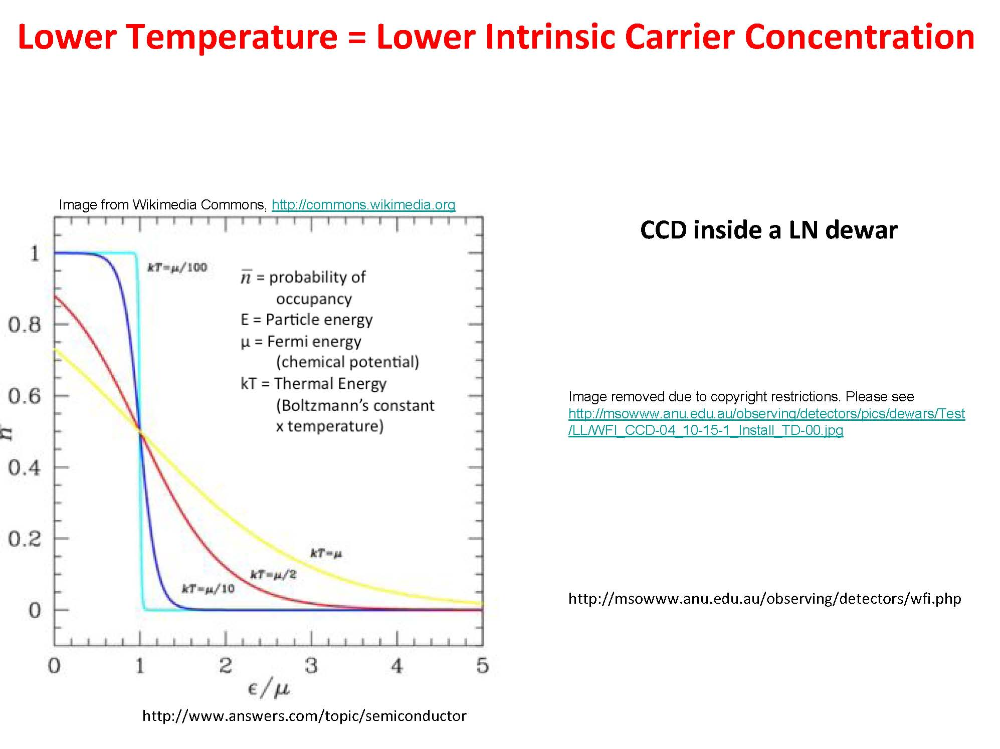 Lower Temperature = Lower Intrinsic Carrier Concentration
Image from Wikimedia Commons, http://commons.wikimedia.org
1
0.8
0.6
0.4
0.2
0
n̅
kT=μ/100
n̅ = probability of
occupancy
E = Particle energy
μ = Fermi energy
(chemical potential)
kT = Thermal Energy
(Boltzmann’s constant
x temperature)
kT=μ
kT=μ/2
kT=μ/10
0 1 2 3 4 5
ϵ/μ
http://www.answers.com/topic/semiconductor
CCD inside a LN dewar
Image removed due to copyright restrictions. Please see
http://msowww.anu.edu.au/observing/detectors/pics/dewars/Test
/LL/WFI_CCD-04_10-15-1_Install_TD-00.jpg
http://msowww.anu.edu.au/observing/detectors/wfi.php